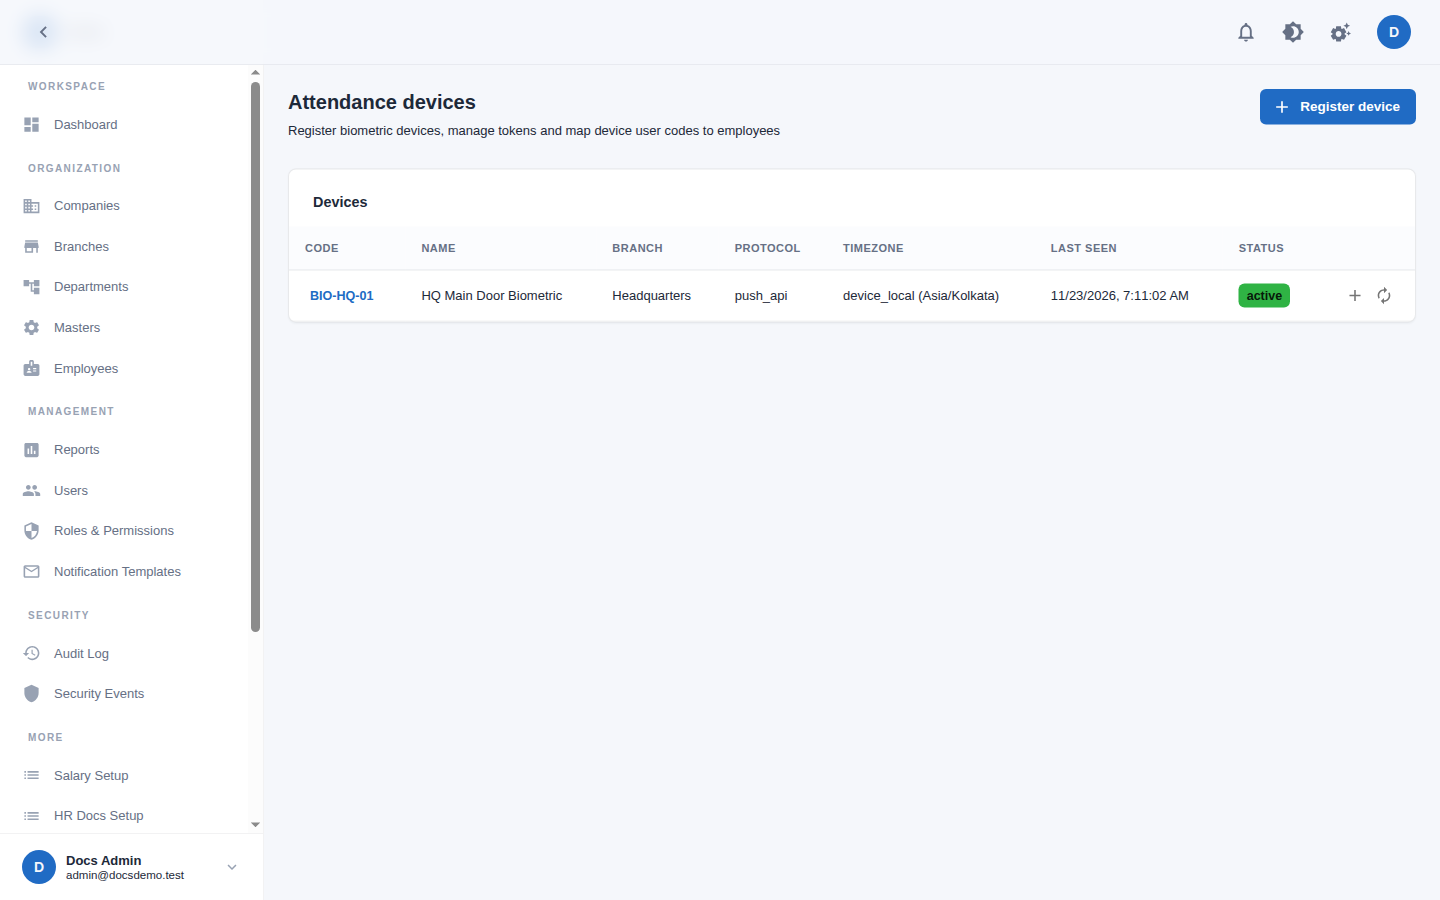 D
WORKSPACE
Dashboard
ORGANIZATION
Companies
Branches
Departments
Masters
Employees
MANAGEMENT
Reports
Users
Roles & Permissions
Notification Templates
SECURITY
Audit Log
Security Events
MORE
Salary Setup
HR Docs Setup
D
Docs Admin
admin@docsdemo.test
Attendance devices
Register biometric devices, manage tokens and map device user codes to employees
Register device
Devices
CODE NAME BRANCH PROTOCOL TIMEZONE LAST SEEN STATUS
BIO-HQ-01 HQ Main Door Biometric Headquarters push_api device_local (Asia/Kolkata) 11/23/2026, 7:11:02 AM active